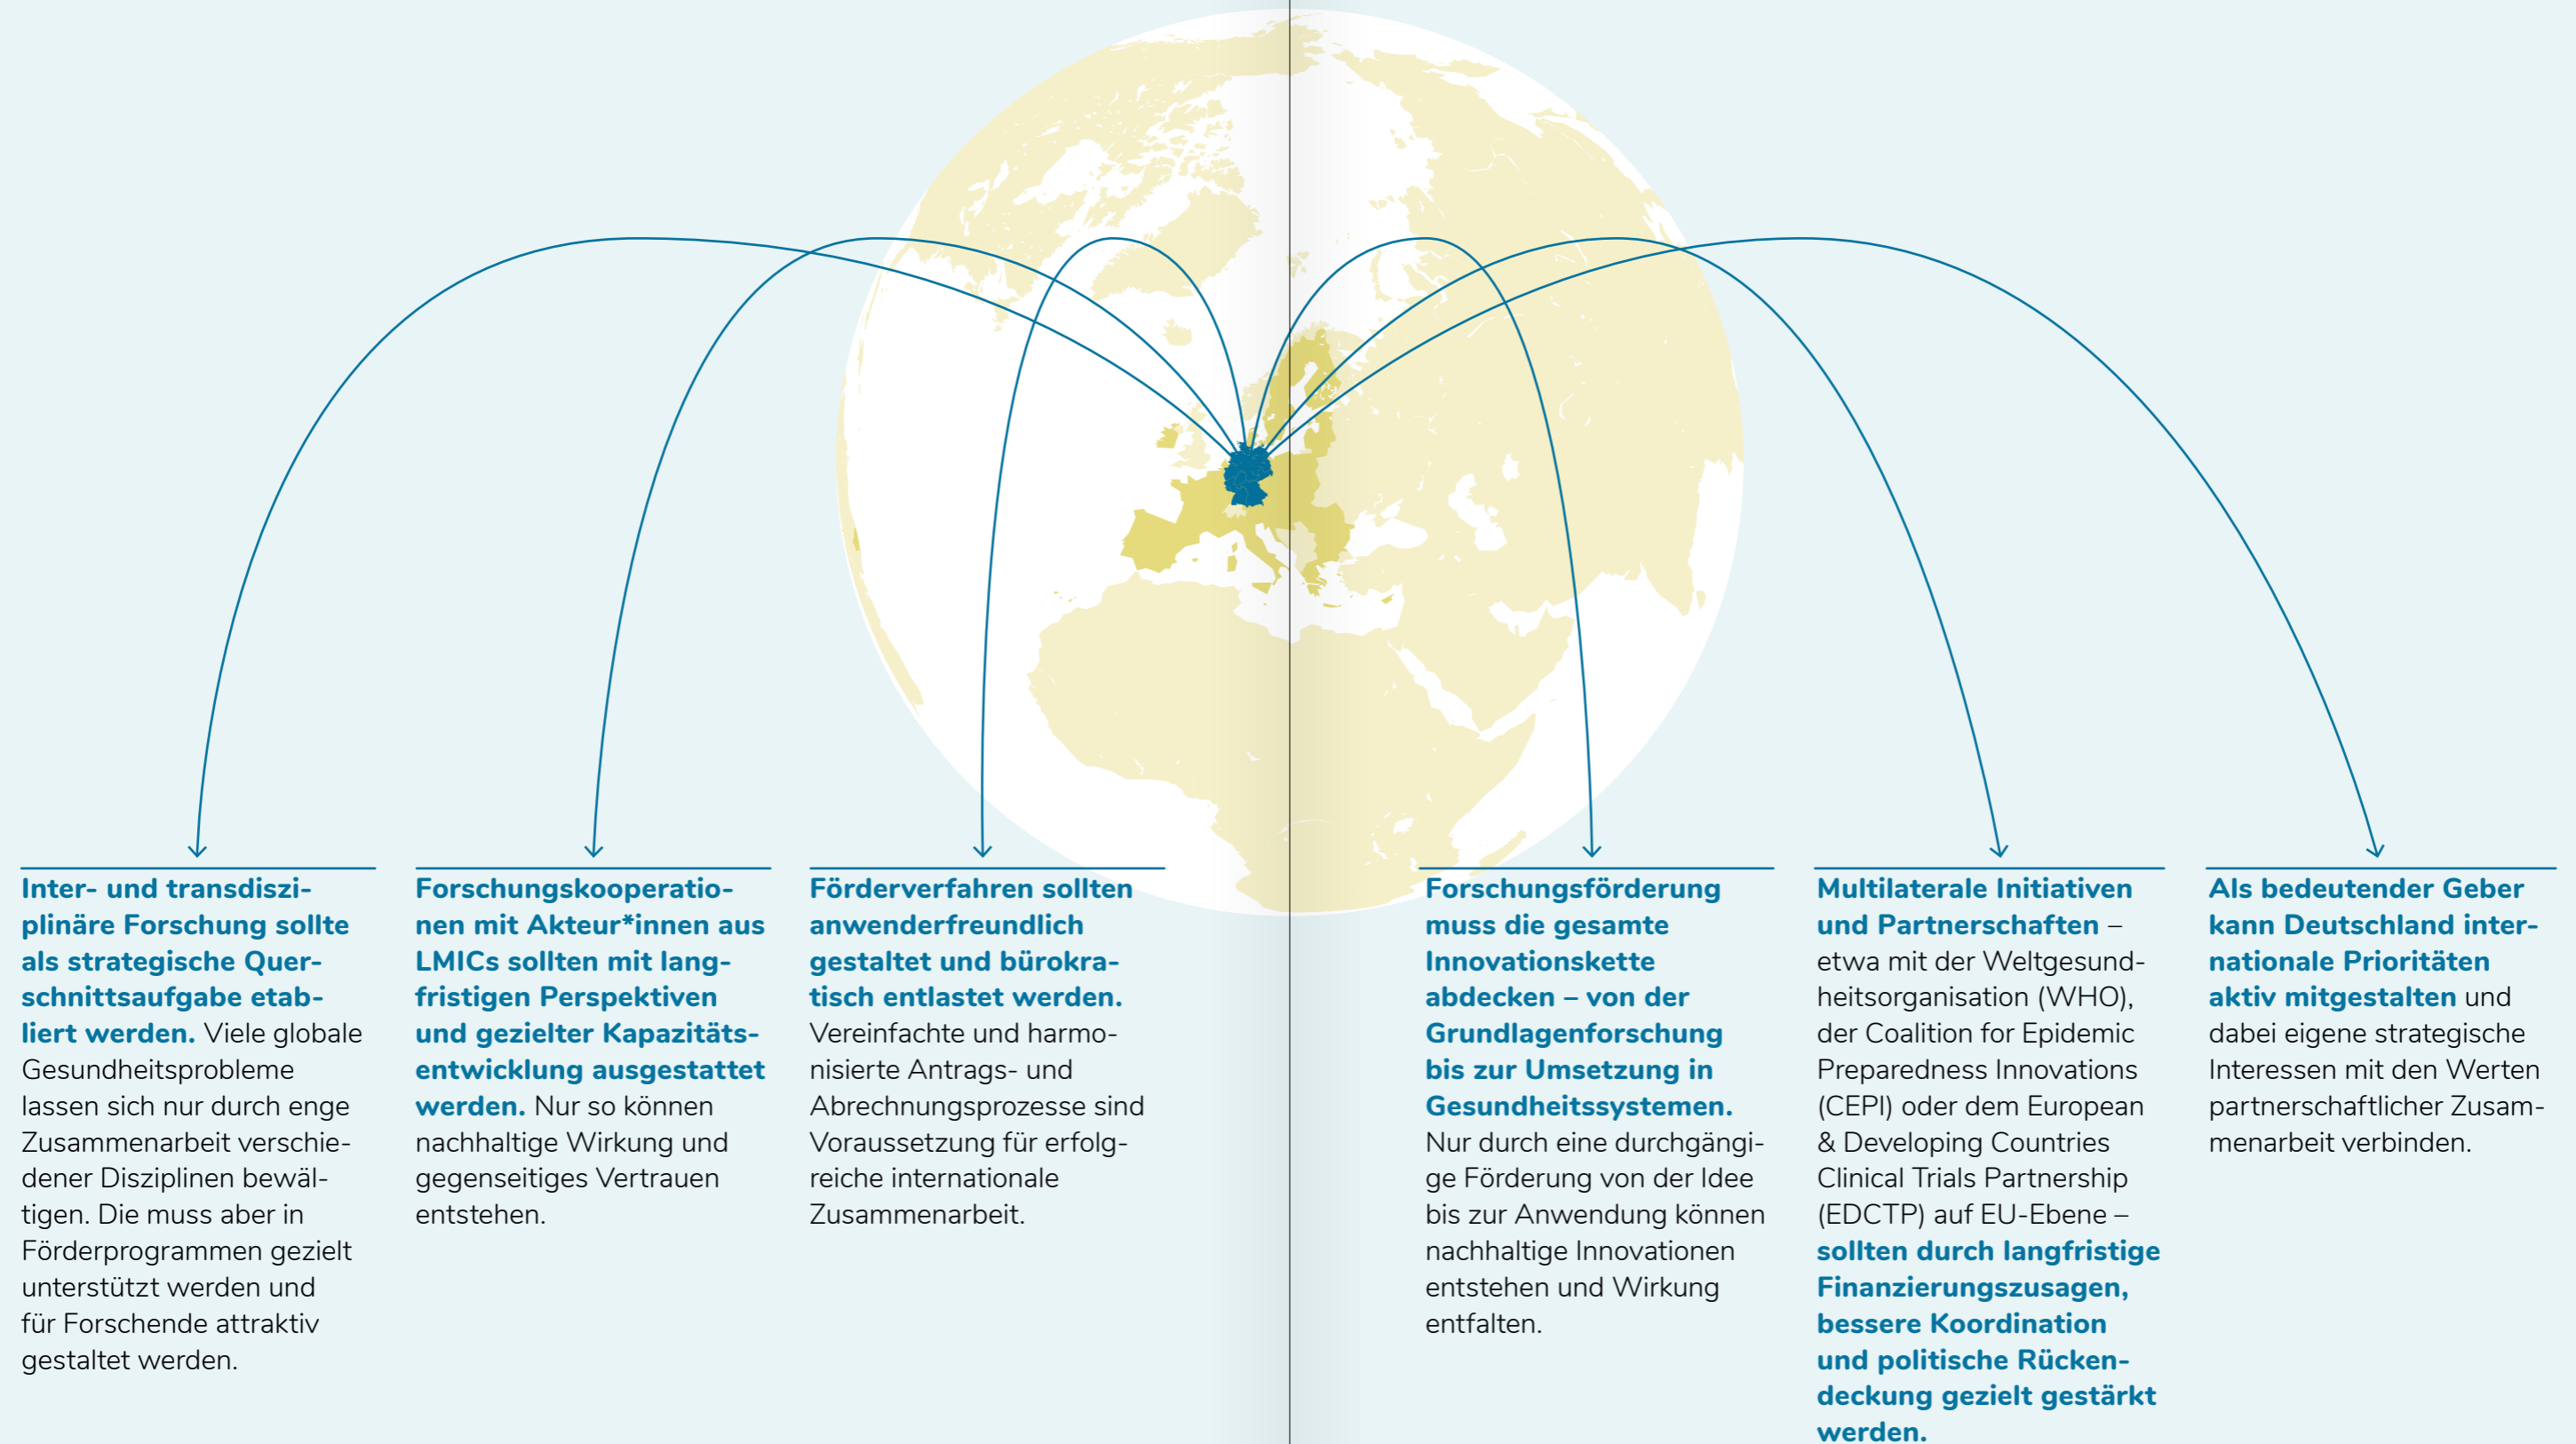 Inter- und transdiszi-
plinäre Forschung sollte
als strategische Quer-
schnittsaufgabe etab-
liert werden. Viele globale
Gesundheitsprobleme
lassen sich nur durch enge
Zusammenarbeit verschie-
dener Disziplinen bewäl-
tigen. Die muss aber in
Förderprogrammen gezielt
unterstützt werden und
für Forschende attraktiv
gestaltet werden.
Forschungskooperatio-
nen mit Akteur*innen aus
LMICs sollten mit lang-
fristigen Perspektiven
und gezielter Kapazitäts-
entwicklung ausgestattet
werden. Nur so können
nachhaltige Wirkung und
gegenseitiges Vertrauen
entstehen.
Förderverfahren sollten
anwenderfreundlich
gestaltet und bürokra-
tisch entlastet werden.
Vereinfachte und harmo-
nisierte Antrags- und
Abrechnungsprozesse sind
Voraussetzung für erfolg-
reiche internationale
Zusammenarbeit.
Forschungsförderung
muss die gesamte
Innovationskette
abdecken – von der
Grundlagenforschung
bis zur Umsetzung in
Gesundheitssystemen.
Nur durch eine durchgängi-
ge Förderung von der Idee
bis zur Anwendung können
nachhaltige Innovationen
entstehen und Wirkung
entfalten.
Multilaterale Initiativen
und Partnerschaften –
etwa mit der Weltgesund-
heitsorganisation (WHO),
der Coalition for Epidemic
Preparedness Innovations
(CEPI) oder dem European
& Developing Countries
Clinical Trials Partnership
(EDCTP) auf EU-Ebene –
sollten durch langfristige
Finanzierungszusagen,
bessere Koordination
und politische Rücken-
deckung gezielt gestärkt
werden.
Als bedeutender Geber
kann Deutschland inter-
nationale Prioritäten
aktiv mitgestalten und
dabei eigene strategische
Interessen mit den Werten
partnerschaftlicher Zusam-
menarbeit verbinden.